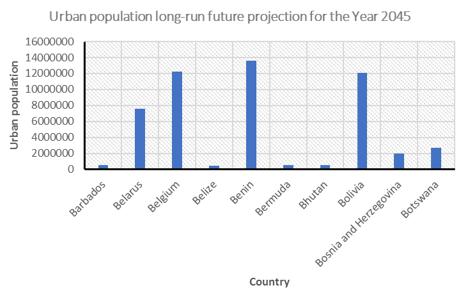 Urban population long-run future projection for the Year 2045
Urban population
16000000
14000000
12000000
10000000
8000000
6000000
4000000
2000000
0
Barbados
Belarus
Belgium
Belize
Benin
Bermuda
Bhutan
Bolivia
Bosnia and Herzegovina
Botswana
Country